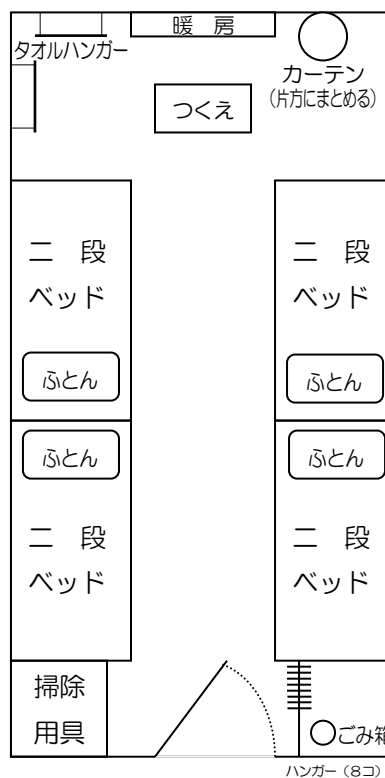 暖 房
タオルハンガー
カーテン
(片方にまとめる)
つくえ
二 段
ベッド
ふとん
二 段
ベッド
ふとん
ふとん
二 段
ベッド
ふとん
二 段
ベッド
掃除
用具
ごみ箱
ハンガー(8コ)